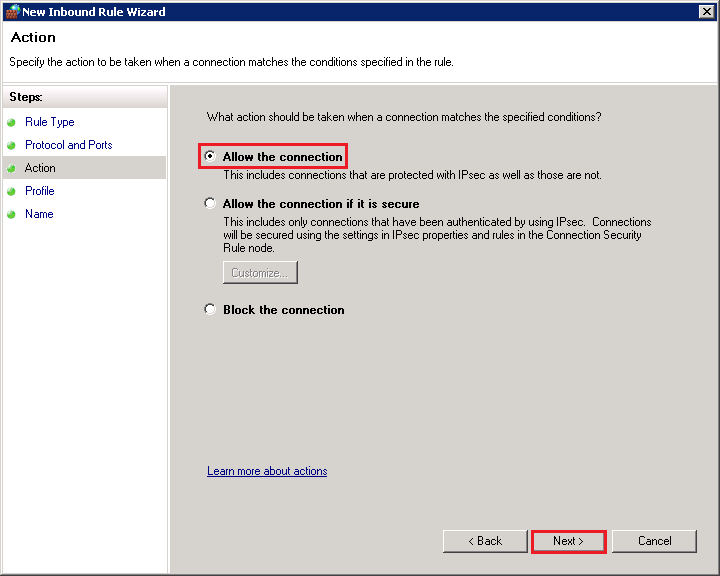 New Inbound Rule Wizard
Action
Specify the action to be taken when a connection matches the conditions specified in the rule.
Steps:
Rule Type
Protocol and Ports
Action
Profile
Name
What action should be taken when a connection matches the specified conditions?
Allow the connection
This includes connections that are protected with IPsec as well as those are not.
Allow the connection if it is secure
This includes only connections that have been authenticated by using IPsec.  Connections
will be secured using the settings in IPsec properties and rules in the Connection Security
Rule node.
Customize...
Block the connection
Learn more about actions
< Back
Next >
Cancel